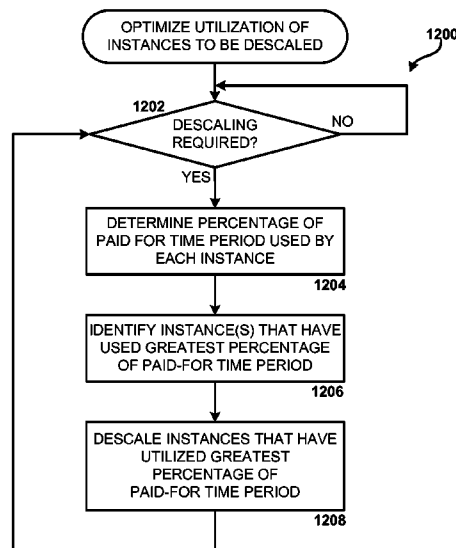 OPTIMIZE UTILIZATION OF
INSTANCES TO BE DESCALED
1200
1202
DESCALING
REQUIRED?
NO
YES
DETERMINE PERCENTAGE OF
PAID FOR TIME PERIOD USED BY
EACH INSTANCE
1204
IDENTIFY INSTANCE(S) THAT HAVE
USED GREATEST PERCENTAGE
OF PAID-FOR TIME PERIOD
1206
DESCALE INSTANCES THAT HAVE
UTILIZED GREATEST
PERCENTAGE OF
PAID-FOR TIME PERIOD
1208